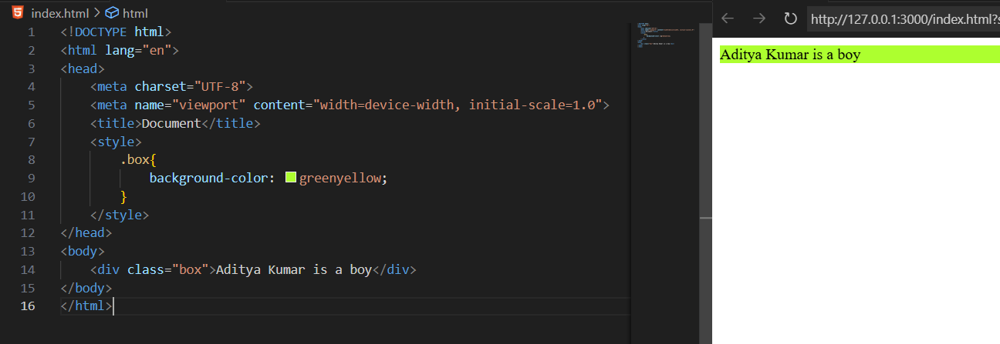 index.html > html
1 <!DOCTYPE html>
2 <html lang="en">
3 <head>
4     <meta charset="UTF-8">
5     <meta name="viewport" content="width=device-width, initial-scale=1.0">
6     <title>Document</title>
7     <style>
8         .box{
9             background-color: greenyellow;
10         }
11     </style>
12 </head>
13 <body>
14     <div class="box">Aditya Kumar is a boy</div>
15 </body>
16 </html>
http://127.0.0.1:3000/index.html?s
Aditya Kumar is a boy